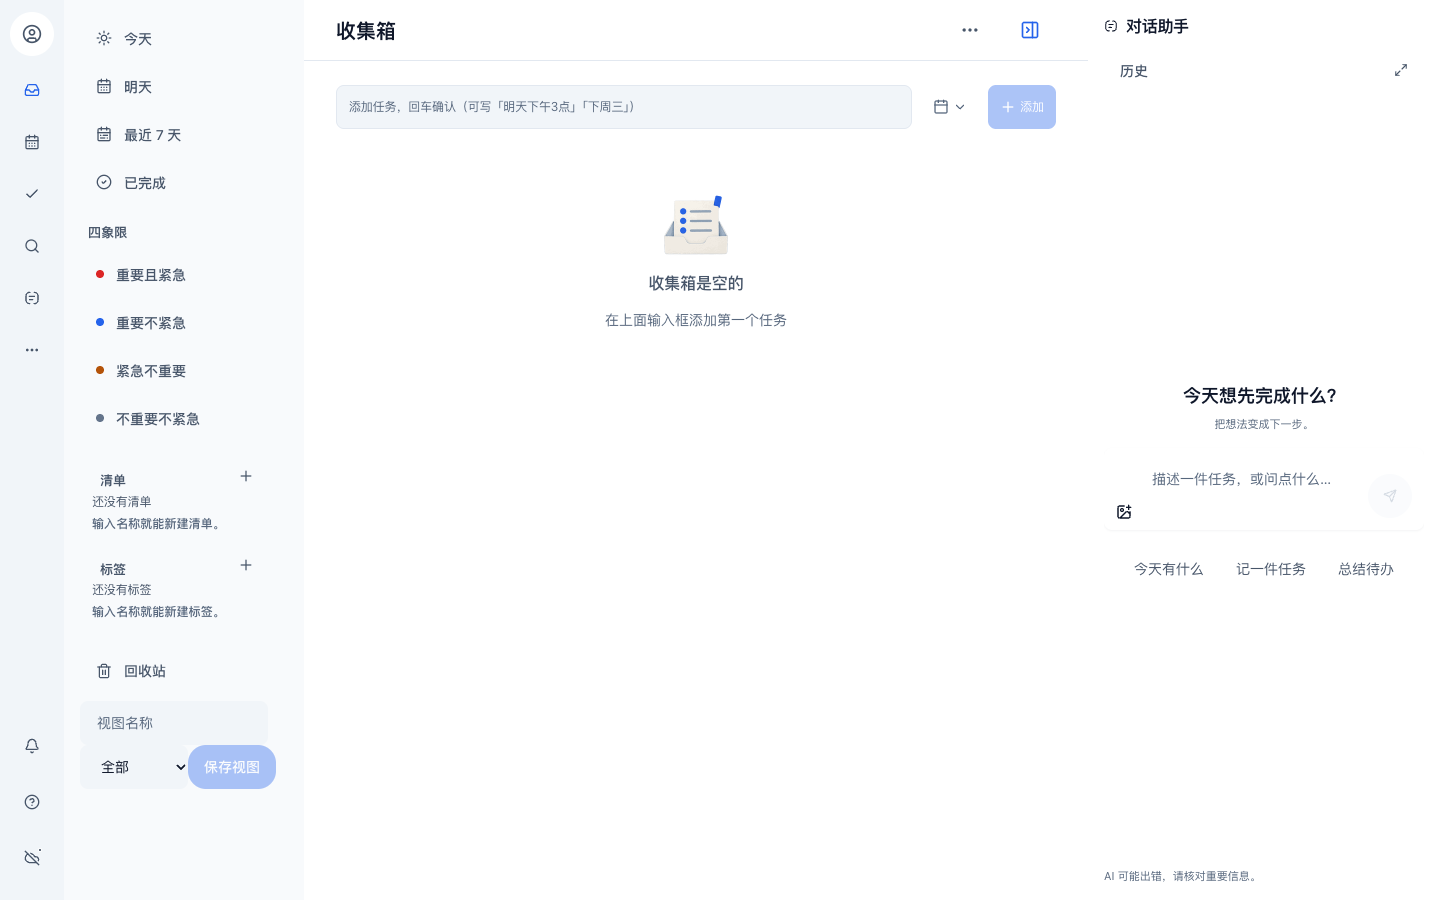 今天
明天
最近 7 天
已完成
四象限
重要且紧急
重要不紧急
紧急不重要
不重要不紧急
清单
还没有清单
输入名称就能新建清单。
标签
还没有标签
输入名称就能新建标签。
回收站
视图名称
全部
保存视图
收集箱
添加任务，回车确认（可写「明天下午3点」「下周三」）
添加
收集箱是空的
在上面输入框添加第一个任务
对话助手
历史
今天想先完成什么？
把想法变成下一步。
描述一件任务，或问点什么...
今天有什么
记一件任务
总结待办
AI 可能出错，请核对重要信息。